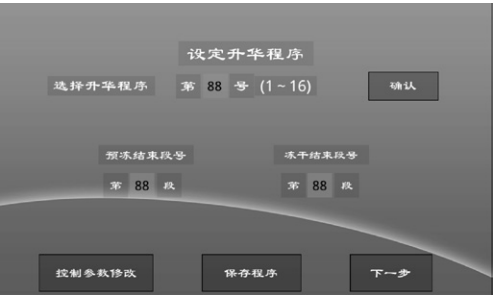 设定升华程序
选择升华程序 第 88 号 (1~16) 确认
预冻结束段号 冻干结束段号
第 88 段 第 88 段
控制参数修改 保存程序 下一步